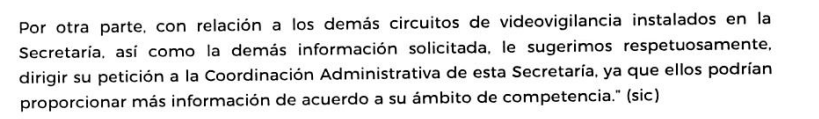 Por otra parte, con relación a los demás circuitos de videovigilancia instalados en la
Secretaría, así como la demás información solicitada, le sugerimos respetuosamente,
dirigir su petición a la Coordinación Administrativa de esta Secretaría, ya que ellos podrían
proporcionar más información de acuerdo a su ámbito de competencia." (sic)